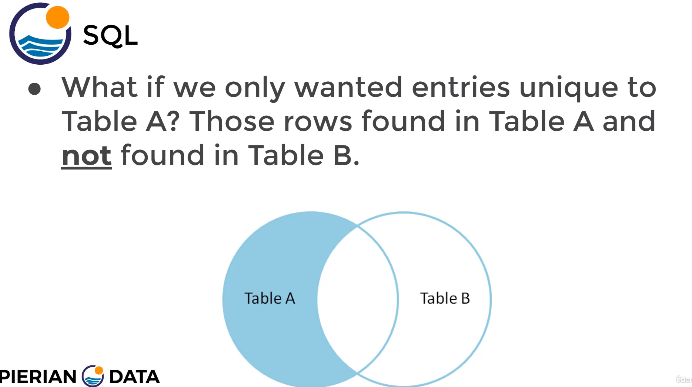 SQL
● What if we only wanted entries unique to
Table A? Those rows found in Table A and
not found in Table B.
Table A
Table B
PIERIAN DATA